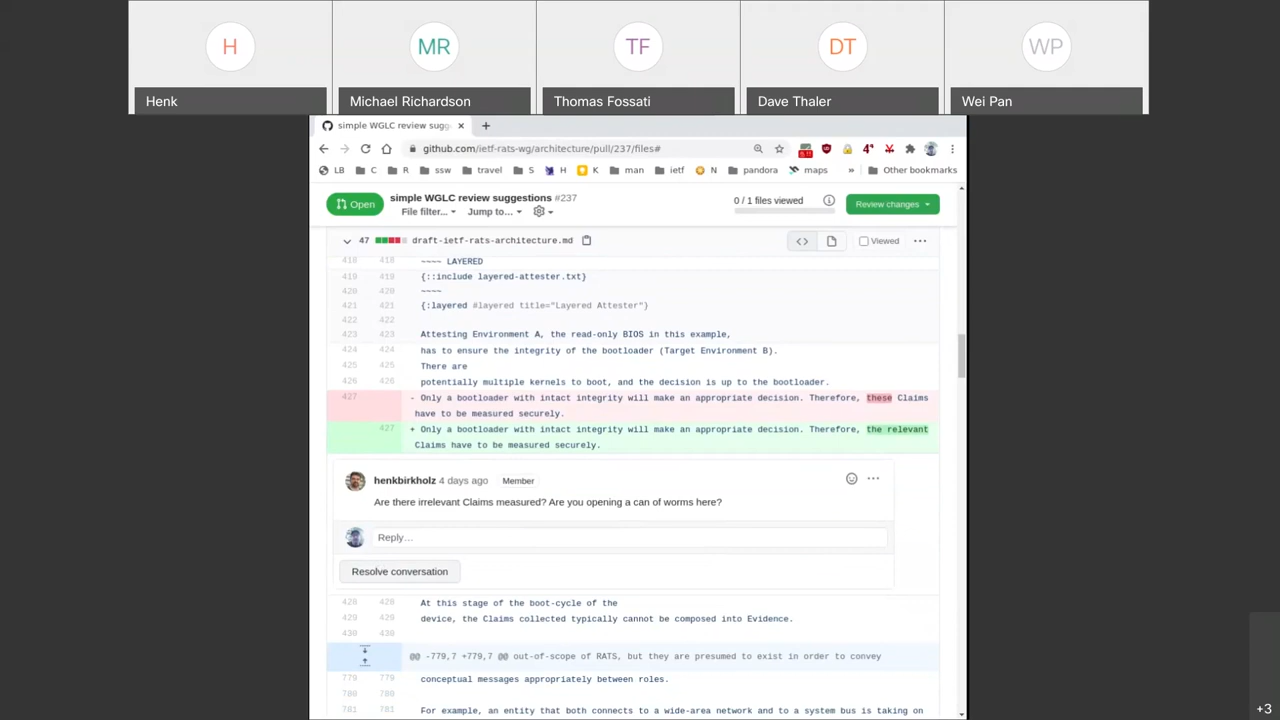 H
MR
TF
DT
WP
Henk
Michael Richardson
Thomas Fossati
Dave Thaler
Wei Pan
simple WGLC review sugg
github.com/ietf-rats-wg/architecture/pull/237/files#
LB C R ssw travel S H K man ietf N pandora maps » Other bookmarks
Open
simple WGLC review suggestions #237
File filter... Jump to...
0 / 1 files viewed
Review changes
47 draft-ietf-rats-architecture.md
Viewed
418 418 ~~~~ LAYERED
419 419 {::include layered-attester.txt}
420 420 ~~~~
421 421 {:layered #layered title="Layered Attester"}
422 422
423 423 Attesting Environment A, the read-only BIOS in this example,
424 424 has to ensure the integrity of the bootloader (Target Environment B).
425 425 There are
426 426 potentially multiple kernels to boot, and the decision is up to the bootloader.
427 - Only a bootloader with intact integrity will make an appropriate decision. Therefore, these Claims
have to be measured securely.
427 + Only a bootloader with intact integrity will make an appropriate decision. Therefore, the relevant
Claims have to be measured securely.
henkbirkholz 4 days ago Member
Are there irrelevant Claims measured? Are you opening a can of worms here?
Reply...
Resolve conversation
428 428 At this stage of the boot-cycle of the
429 429 device, the Claims collected typically cannot be composed into Evidence.
430 430
@@ -779,7 +779,7 @@ out-of-scope of RATS, but they are presumed to exist in order to convey
779 779 conceptual messages appropriately between roles.
780 780
781 781 For example, an entity that both connects to a wide-area network and to a system bus is taking on
+3